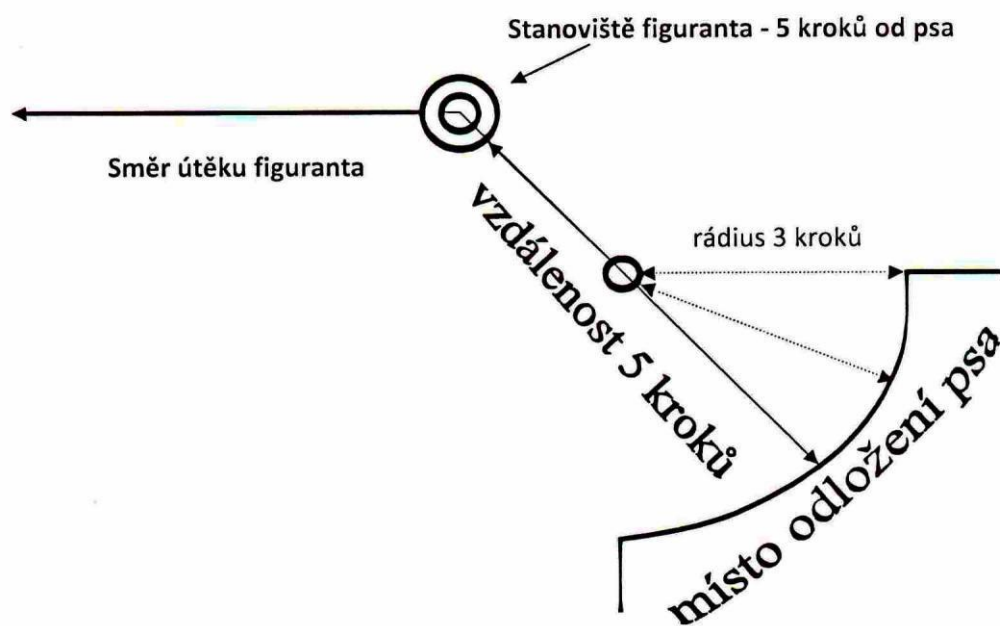 Stanoviště figuranta - 5 kroků od psa
Směr útěku figuranta
vzdálenost 5 kroků
rádius 3 kroků
místo odložení psa